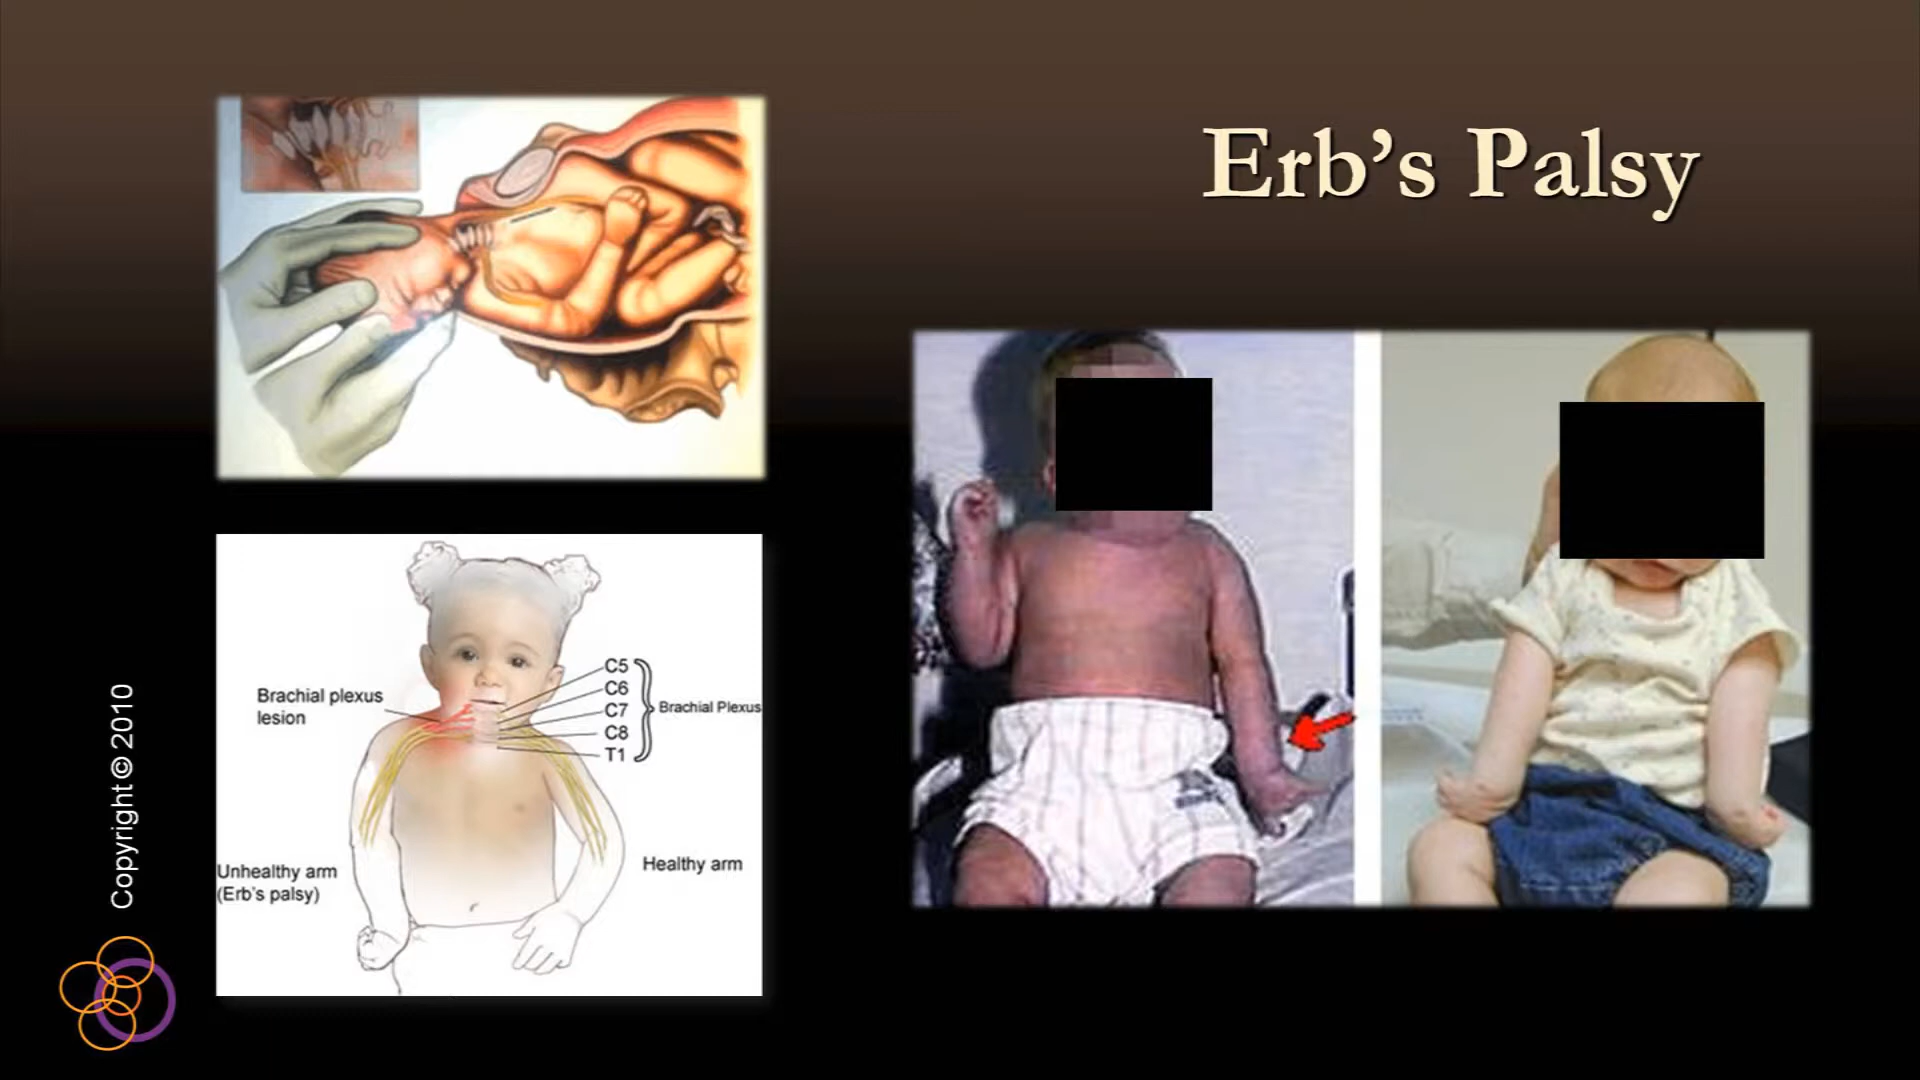 Erb's Palsy
Brachial plexus
lesion
C5
C6
C7
C8
T1
Brachial Plexus
Unhealthy arm
(Erb's palsy)
Healthy arm
Copyright © 2010